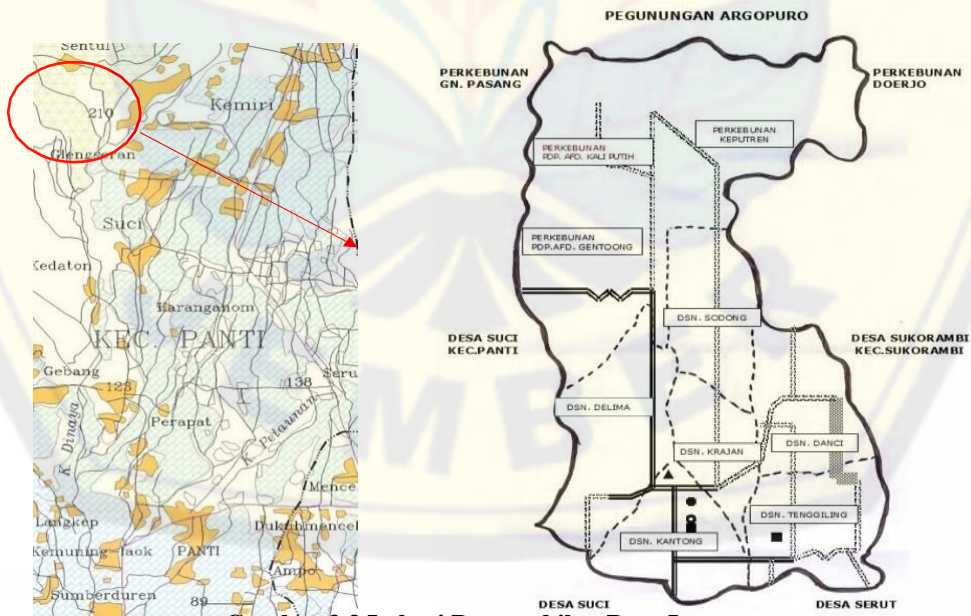 Sentul
210
Kemiri
Glengseran
Suci
Kedaton
Karanganom
KEC. PANTI
Gebang
123
138
Seru
Perapat
K. Dinaya
K. Pelaunan
Mence
Langkep
Dukuhmencel
Kemuning
Jaok
PANTI
Ampo
Sumberduren
89
PEGUNUNGAN ARGOPURO
PERKEBUNAN
GN. PASANG
PERKEBUNAN
DOERJO
PERKEBUNAN
KEPUTREN
PERKEBUNAN
PDP. AFD. KALI PUTIH
PERKEBUNAN
PDP.AFD. GENTOONG
DSN. SODONG
DESA SUCI
KEC.PANTI
DESA SUKORAMBI
KEC.SUKORAMBI
DSN. DELIMA
DSN. DANCI
DSN. KRAJAN
DSN. TENGGILING
DSN. KANTONG
DESA SUCI
DESA SERUT